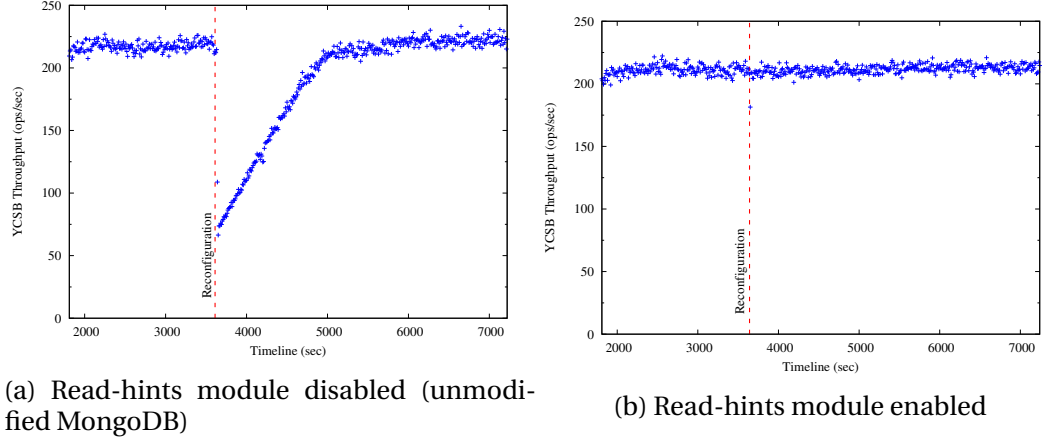 250
200
150
100
50
0
YCSB Throughput (ops/sec)
Reconfiguration
2000 3000 4000 5000 6000 7000
Timeline (sec)
(a) Read-hints module disabled (unmodi-
fied MongoDB)
250
200
150
100
50
0
YCSB Throughput (ops/sec)
Reconfiguration
2000 3000 4000 5000 6000 7000
Timeline (sec)
(b) Read-hints module enabled